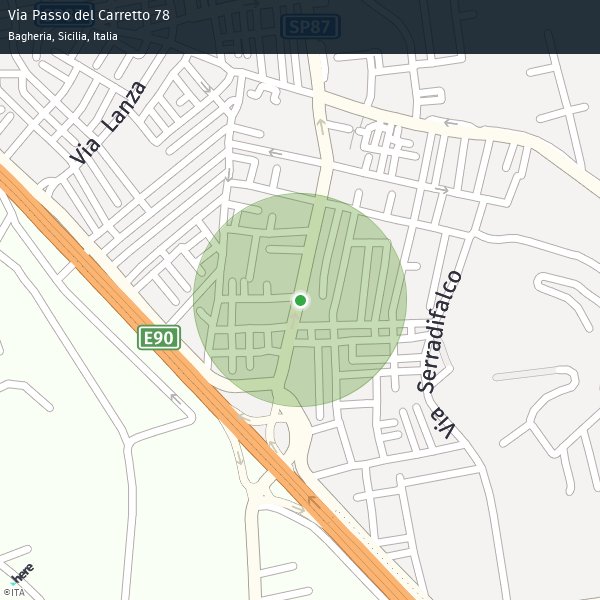 Via Passo del Carretto 78
Bagheria, Sicilia, Italia
SP87
Via Lanza
E90
Via Serradifalco
here
©ITA